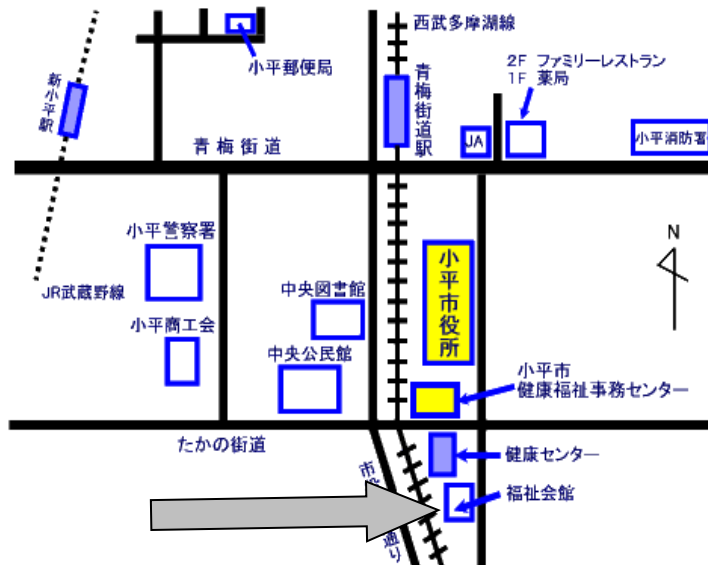 西武多摩湖線
小平郵便局
2F ファミリーレストラン
1F 薬局
新小平駅
青梅街道駅
青梅街道
JA
小平消防署
小平警察署
N
小平市役所
JR武蔵野線
中央図書館
小平商工会
中央公民館
小平市
健康福祉事務センター
たかの街道
健康センター
福祉会館
市
通り